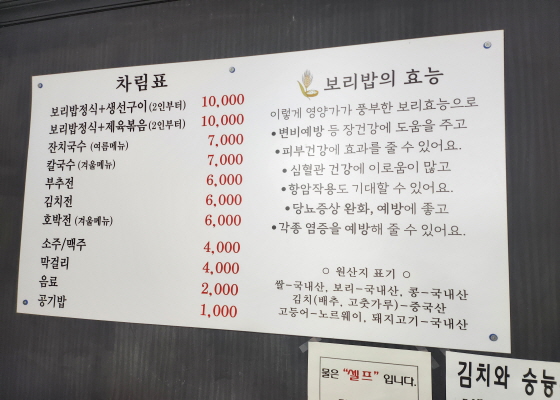 차림표
보리밥정식+생선구이(2인부터) 10,000
보리밥정식+제육볶음(2인부터) 10,000
잔치국수 (여름메뉴) 7,000
칼국수 (겨울메뉴) 7,000
부추전 6,000
김치전 6,000
호박전 (겨울메뉴) 6,000
소주/맥주 4,000
막걸리 4,000
음료 2,000
공기밥 1,000
보리밥의 효능
이렇게 영양가가 풍부한 보리효능으로
•변비예방 등 장건강에 도움을 주고
•피부건강에 효과를 줄 수 있어요.
•심혈관 건강에 이로움이 많고
•항암작용도 기대할 수 있어요.
•당뇨증상 완화, 예방에 좋고
•각종 염증을 예방해 줄 수 있어요.
○ 원산지 표기 ○
쌀-국내산, 보리-국내산, 콩-국내산
김치(배추, 고춧가루)-중국산
고등어-노르웨이, 돼지고기-국내산
물은 "셀프" 입니다.
김치와 숭늉